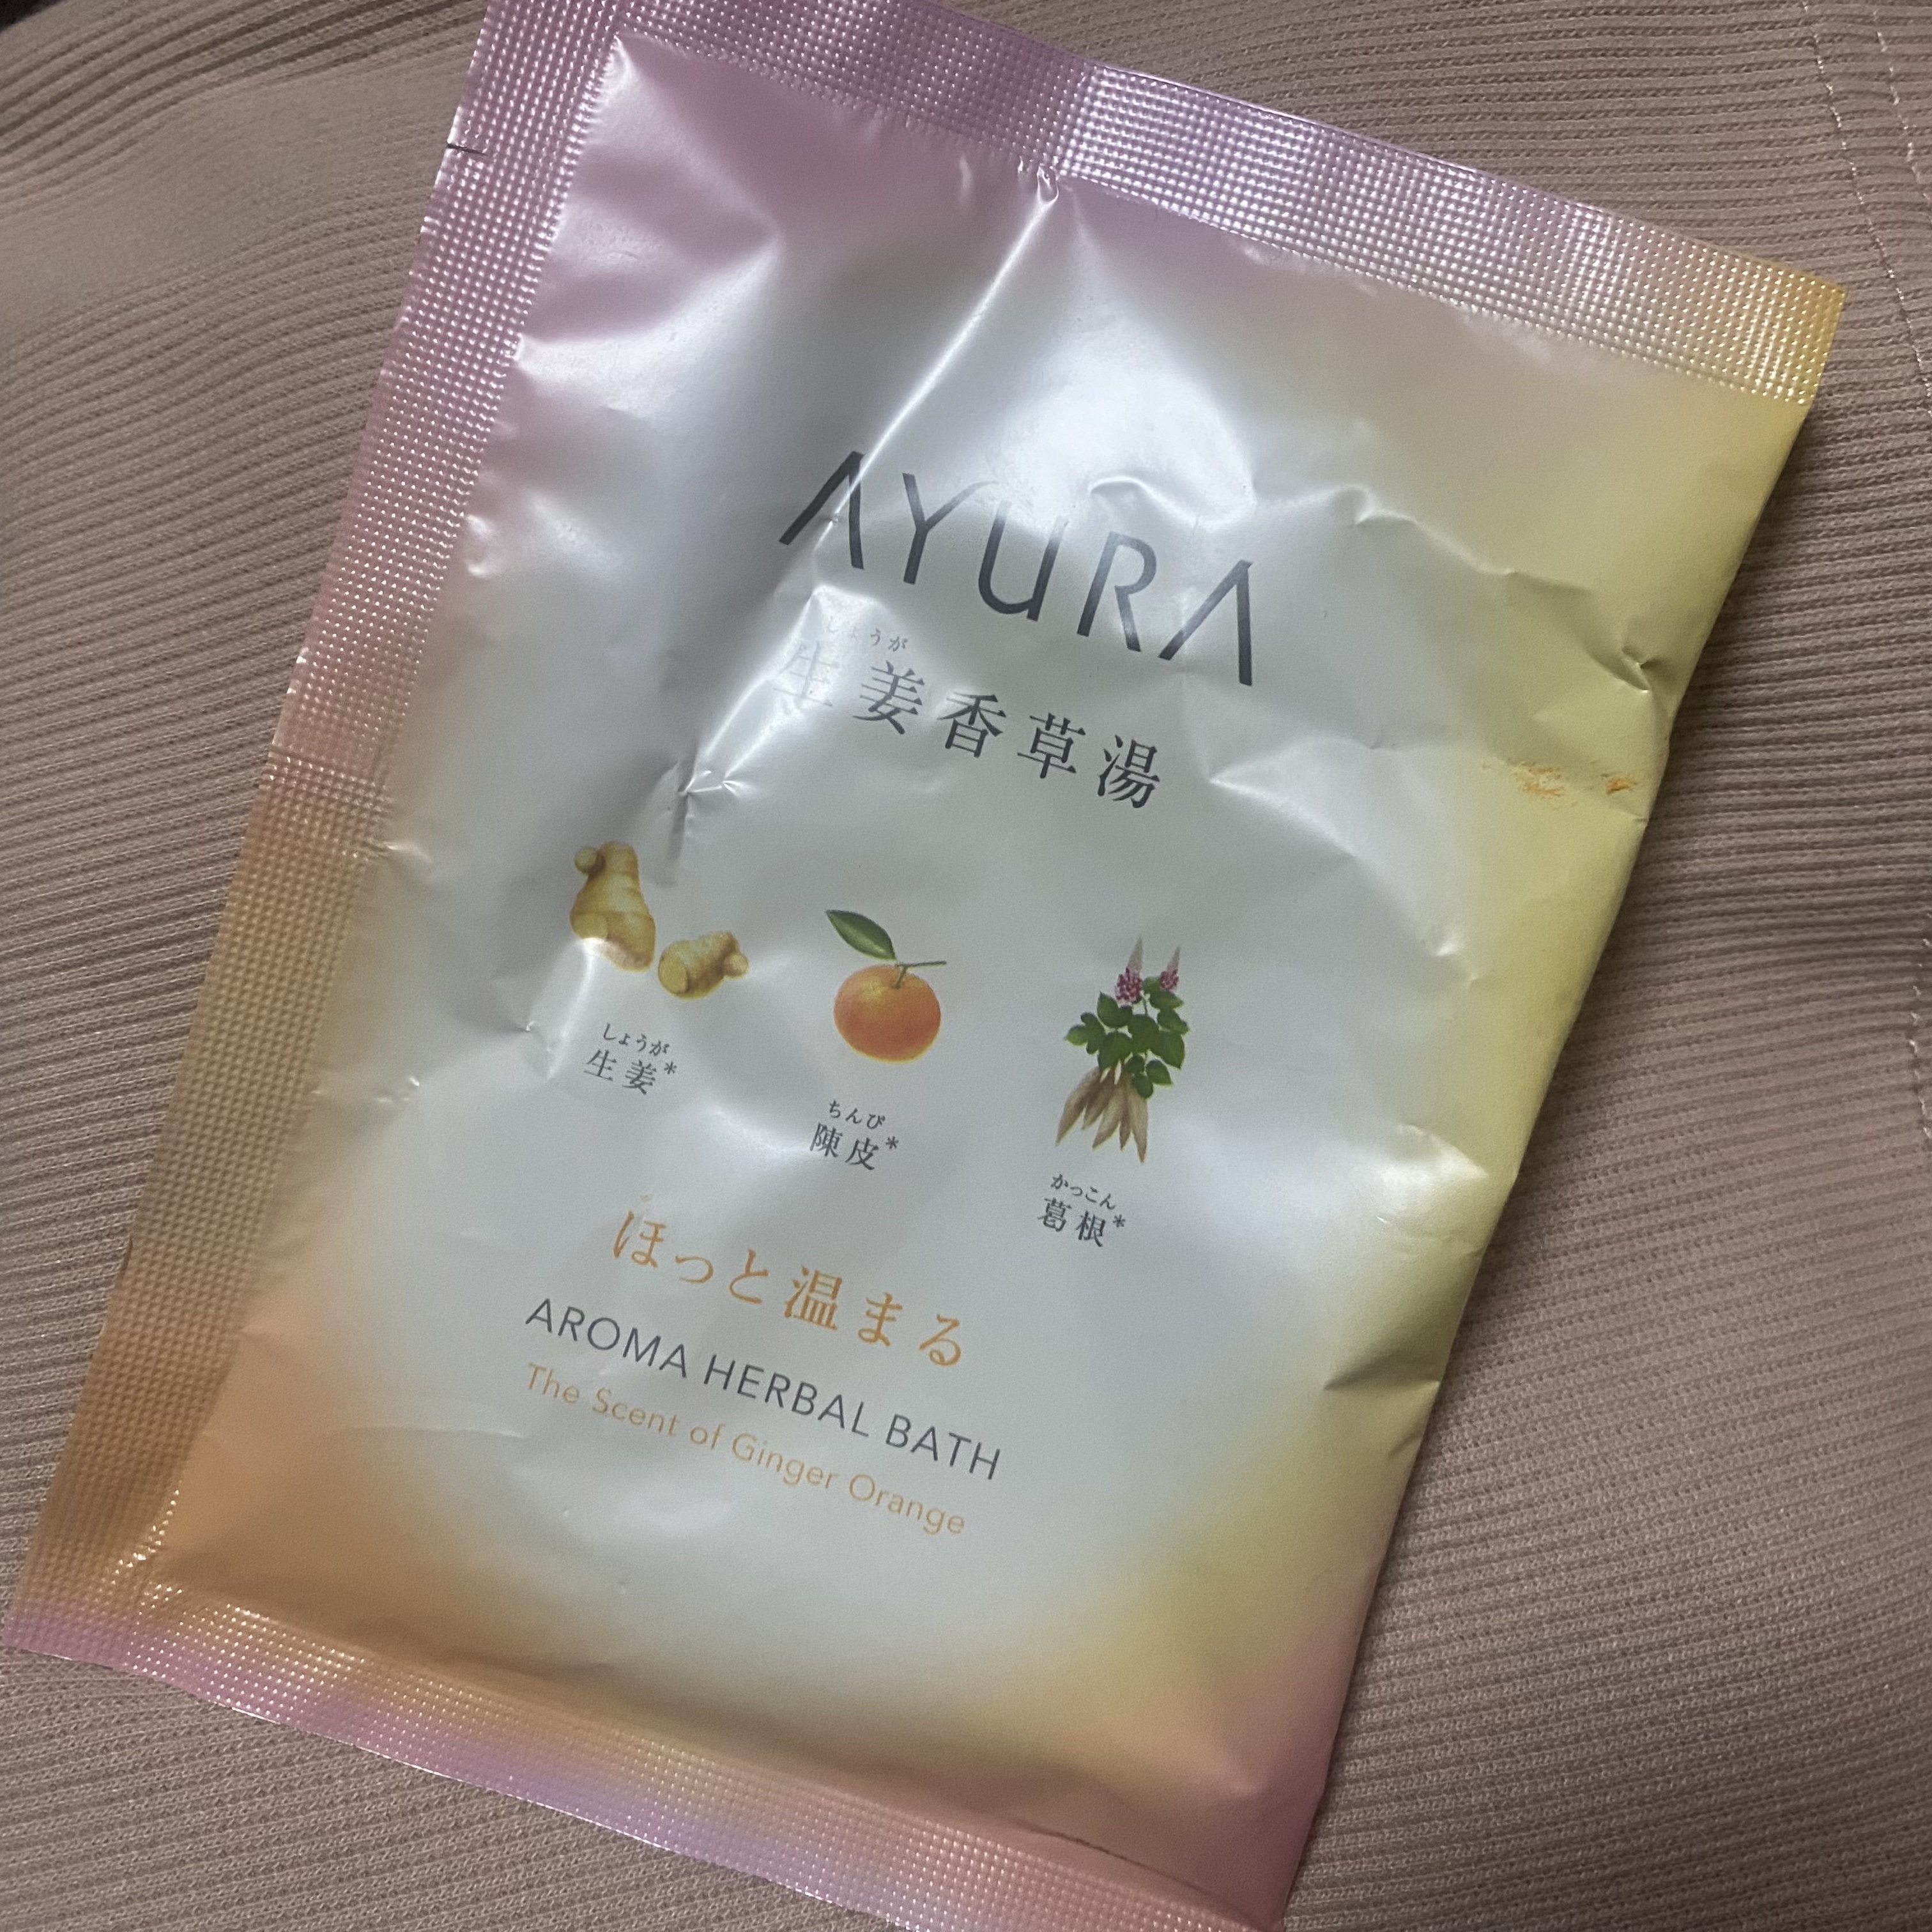 AYURA
しょうが
生姜香草湯
しょうが
生姜*
ちんぴ
陳皮*
かっこん
葛根*
ほっと温まる
AROMA HERBAL BATH
The Scent of Ginger Orange